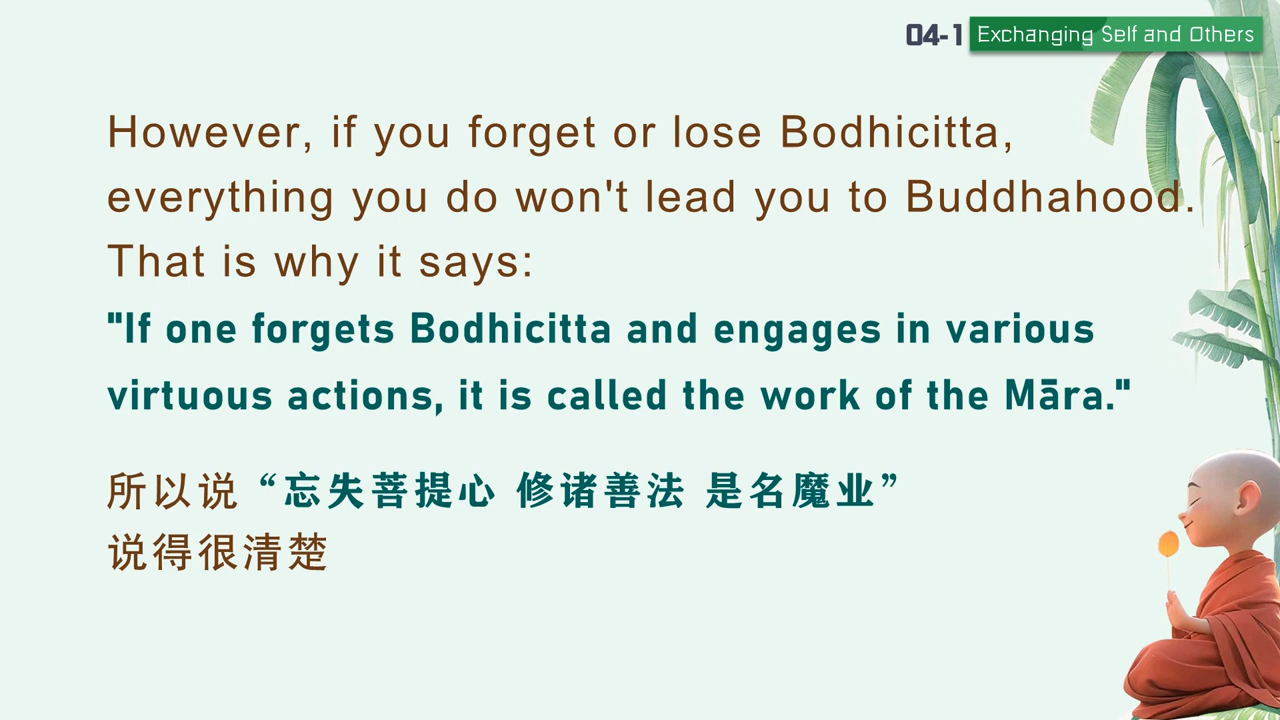 04-1 Exchanging Self and Others
However, if you forget or lose Bodhicitta,
everything you do won't lead you to Buddhahood.
That is why it says:
"If one forgets Bodhicitta and engages in various
virtuous actions, it is called the work of the Māra."
所以说“忘失菩提心 修诸善法 是名魔业”
说得很清楚